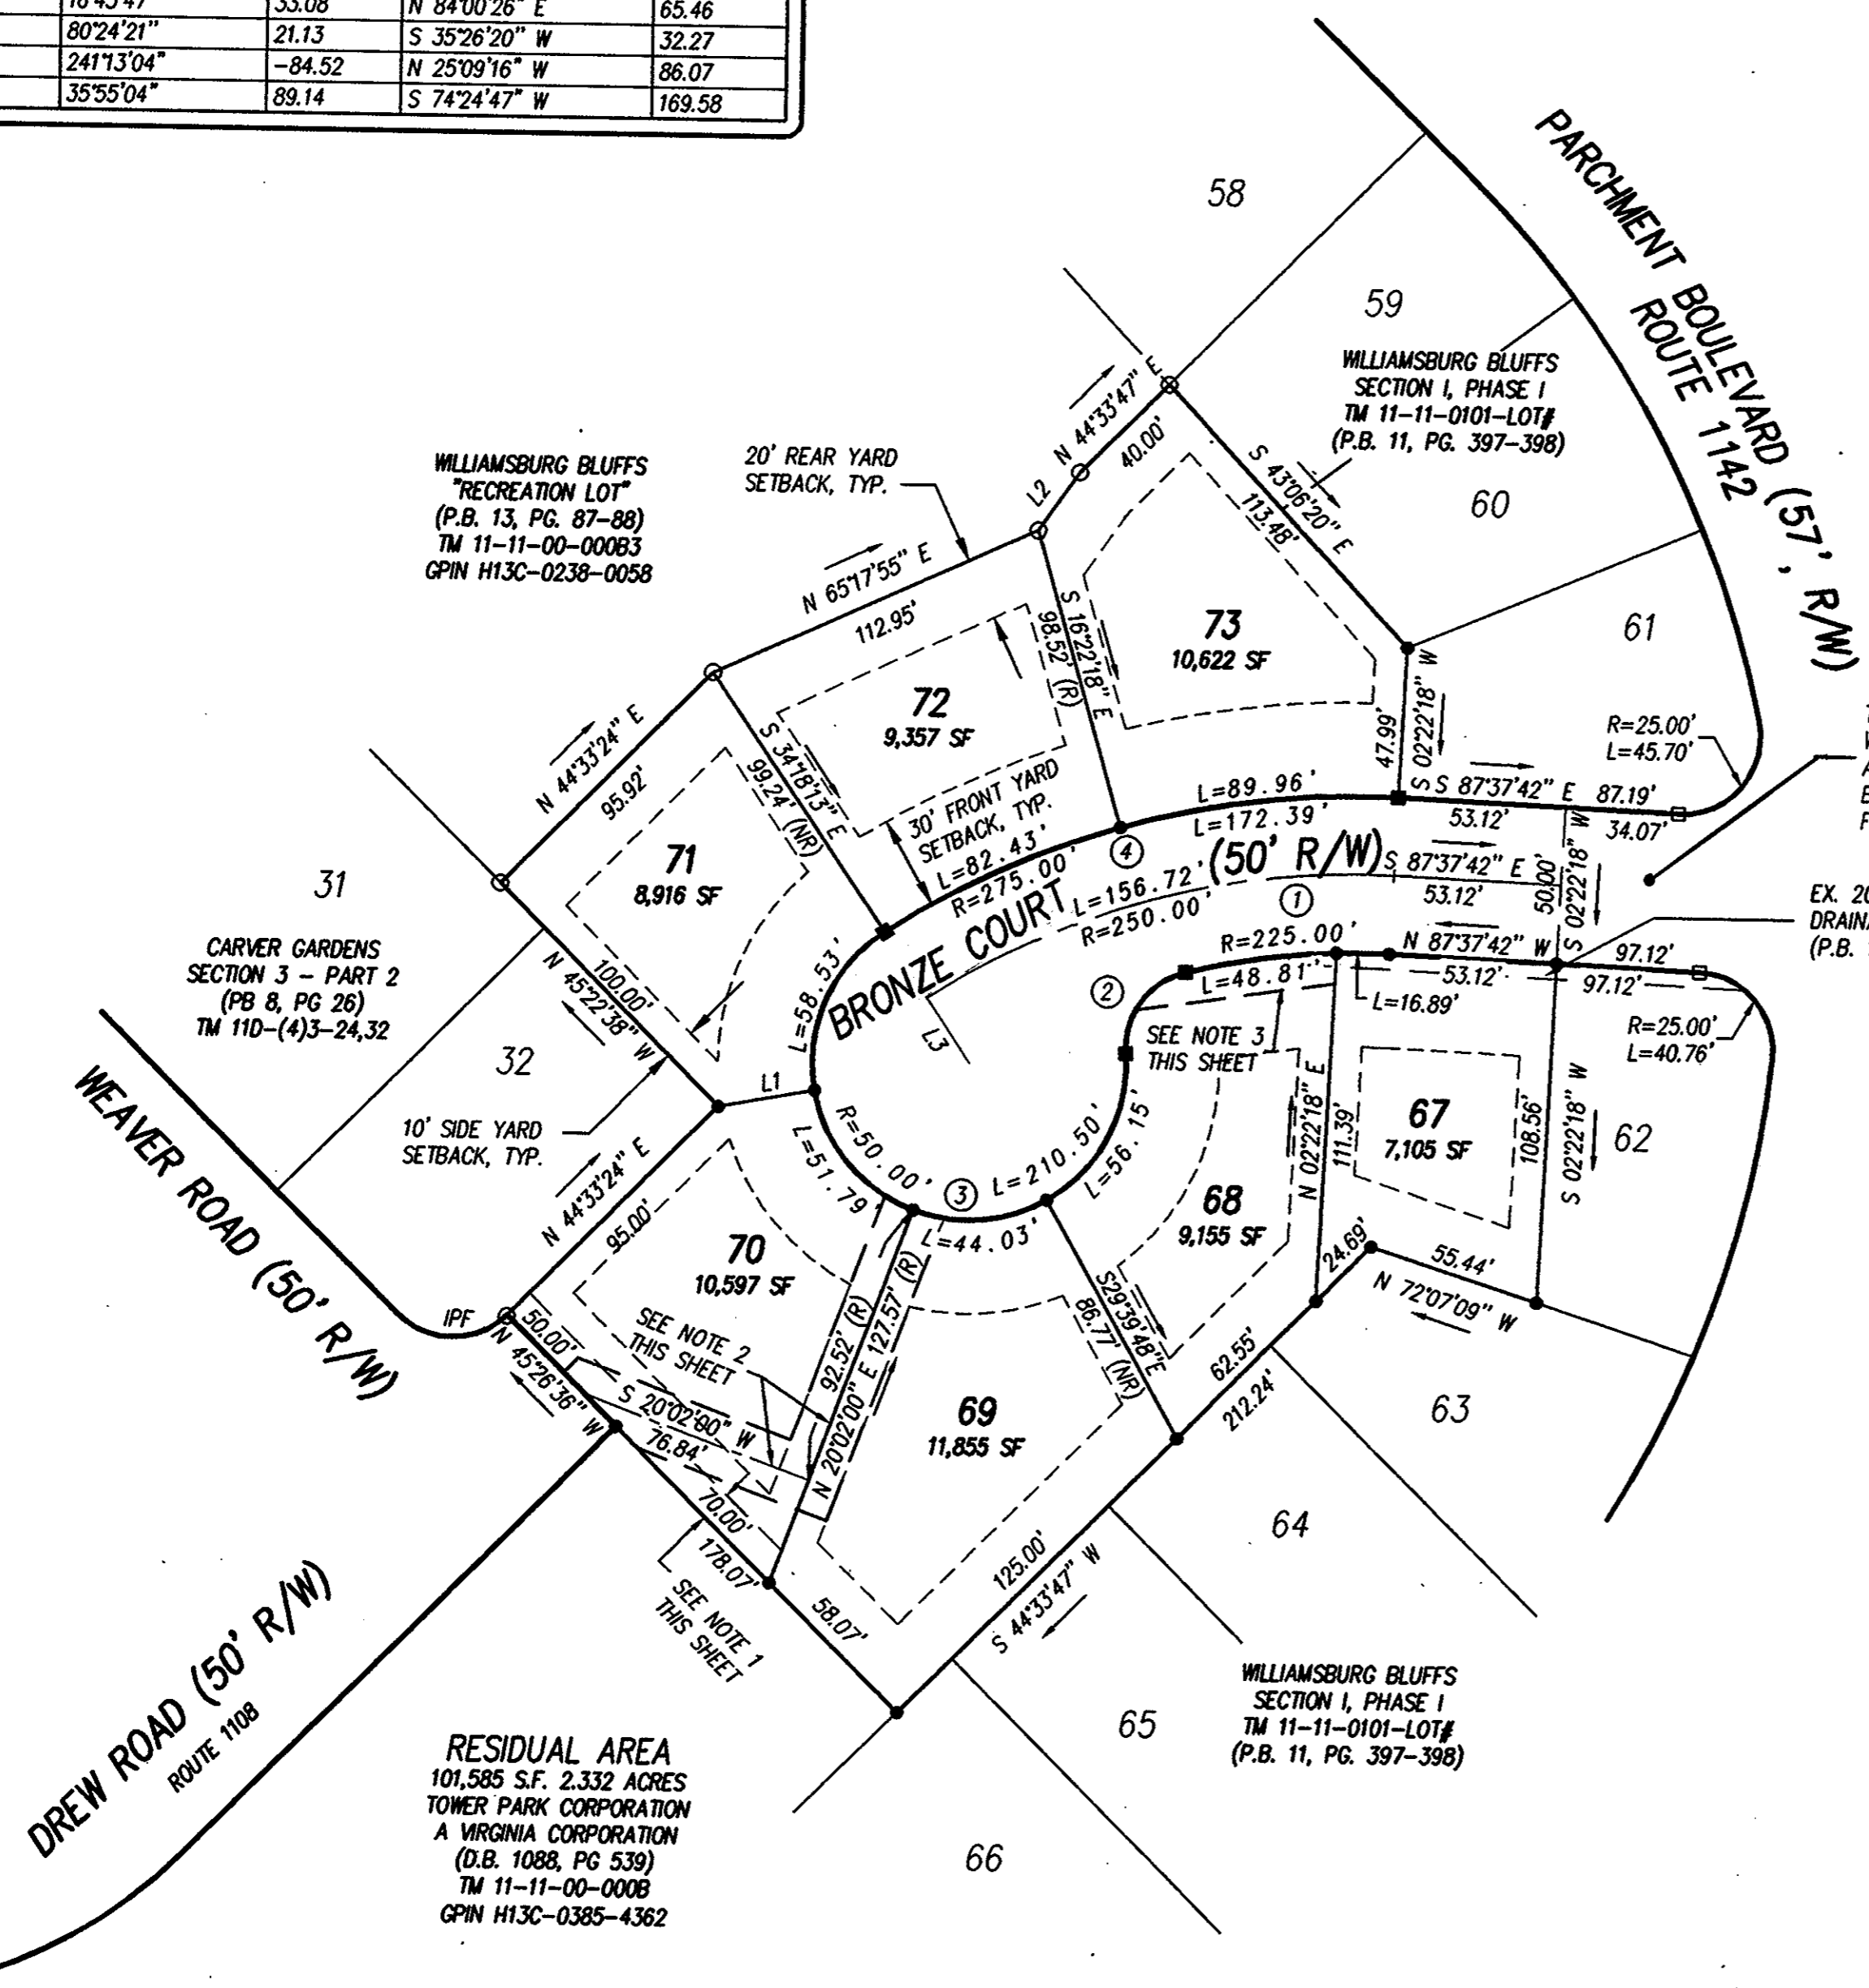 18°45'47" 33.08 N 84°00'26" E 65.46
80°24'21" 21.13 S 35°26'20" W 32.27
241°13'04" -84.52 N 25°09'16" W 86.07
35°55'04" 89.14 S 74°24'47" W 169.58
PARCHMENT BOULEVARD (57' R/W)
ROUTE 1142
58
59
WILLIAMSBURG BLUFFS
SECTION I, PHASE I
TM 11-11-0101-LOT#
(P.B. 11, PG. 397-398)
60
61
N 44°33'47" E
40.00'
L2
S 43°06'20" E
113.48'
WILLIAMSBURG BLUFFS
"RECREATION LOT"
(P.B. 13, PG. 87-88)
TM 11-11-00-000B3
GPIN H13C-0238-0058
20' REAR YARD
SETBACK, TYP.
N 65°17'55" E
112.95'
S 16°22'18" E
98.52' (R)
73
10,622 SF
72
9,357 SF
S 02°22'18" W
47.99'
R=25.00'
L=45.70'
N 44°33'24" E
95.92'
S 34°18'13" E
99.24' (NR)
30' FRONT YARD
SETBACK, TYP.
L=82.43'
R=275.00'
4
L=89.96'
L=172.39'
S 87°37'42" E 87.19'
53.12'
34.07'
71
8,916 SF
31
CARVER GARDENS
SECTION 3 - PART 2
(PB 8, PG 26)
TM 11D-(4)3-24,32
32
N 45°22'38" W
100.00'
L=58.53'
BRONZE COURT (50' R/W)
L=156.72'
R=250.00'
1
S 87°37'42" E
53.12'
50.00'
S 02°22'18" W
L3
R=225.00'
L=48.81'
2
N 87°37'42" W
53.12'
97.12'
97.12'
L=16.89'
EX. 20
DRAIN
(P.B.
R=25.00'
L=40.76'
SEE NOTE 3
THIS SHEET
WEAVER ROAD (50' R/W)
10' SIDE YARD
SETBACK, TYP.
L1
R=50.00'
L=51.79'
3
L=210.50'
L=56.15'
L=44.03'
N 02°22'18" E
111.39'
67
7,105 SF
108.56'
S 02°22'18" W
62
N 44°33'24" E
95.00'
68
9,155 SF
24.69'
55.44'
N 72°07'09" W
70
10,597 SF
IPF
50.00'
N 45°26'36" W
SEE NOTE 2
THIS SHEET
S 20°02'00" W
76.84'
92.52' (R)
N 20°02'00" E 127.57' (R)
S29°39'48"E
86.77' (NR)
62.55'
212.24'
63
69
11,855 SF
70.00'
178.07'
SEE NOTE 1
THIS SHEET
58.07'
125.00'
S 44°33'47" W
64
DREW ROAD (50' R/W)
ROUTE 1108
RESIDUAL AREA
101,585 S.F. 2.332 ACRES
TOWER PARK CORPORATION
A VIRGINIA CORPORATION
(D.B. 1088, PG 539)
TM 11-11-00-000B
GPIN H13C-0385-4362
65
WILLIAMSBURG BLUFFS
SECTION I, PHASE I
TM 11-11-0101-LOT#
(P.B. 11, PG. 397-398)
66